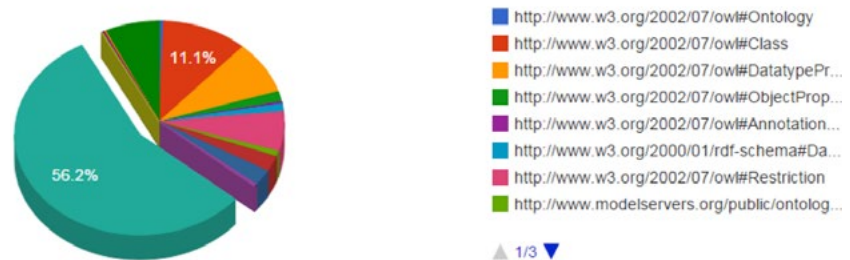 11.1%
56.2%
http://www.w3.org/2002/07/owl#Ontology
http://www.w3.org/2002/07/owl#Class
http://www.w3.org/2002/07/owl#DatatypePr...
http://www.w3.org/2002/07/owl#ObjectProp...
http://www.w3.org/2002/07/owl#Annotation...
http://www.w3.org/2000/01/rdf-schema#Da...
http://www.w3.org/2002/07/owl#Restriction
http://www.modelservers.org/public/ontolog...
1/3